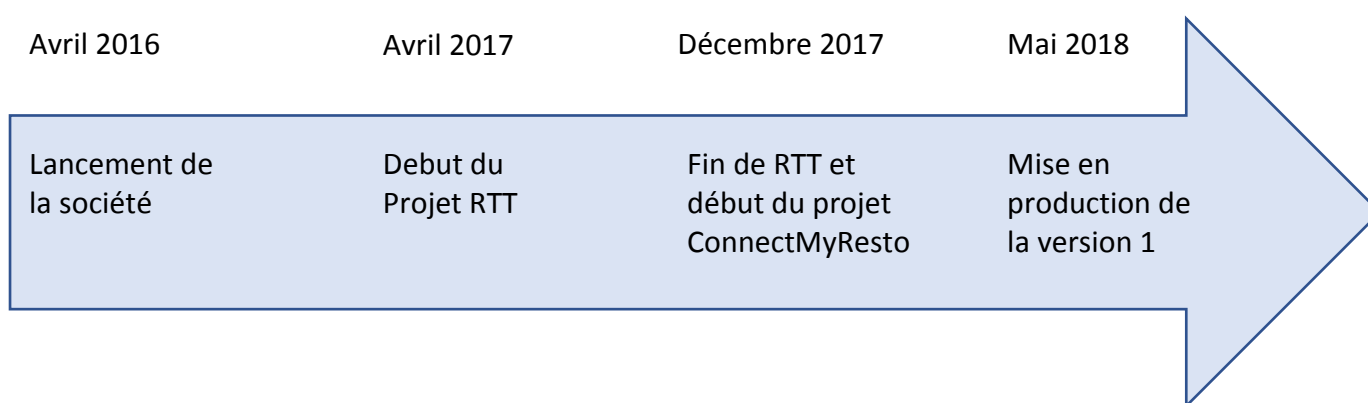 Avril 2016
Avril 2017
Décembre 2017
Mai 2018
Lancement de
la société
Debut du
Projet RTT
Fin de RTT et
début du projet
ConnectMyResto
Mise en
production de
la version 1